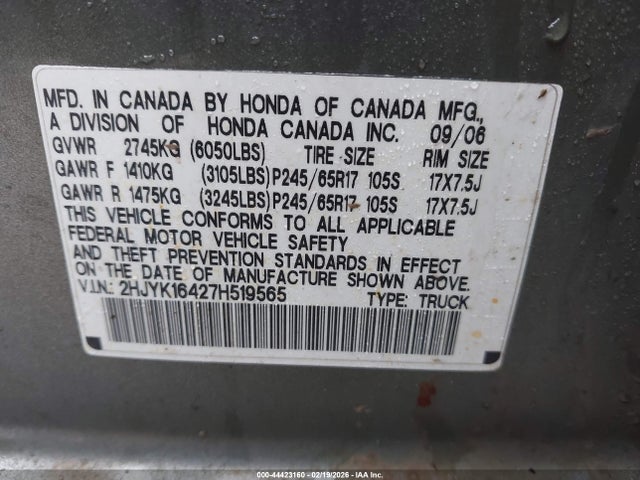 MFD. IN CANADA BY HONDA OF CANADA MFG.,
A DIVISION OF HONDA CANADA INC. 09/06
GVWR 2745KG (6050LBS) TIRE SIZE RIM SIZE
GAWR F 1410KG (3105LBS) P245/65R17 105S 17X7.5J
GAWR R 1475KG (3245LBS) P245/65R17 105S 17X7.5J
THIS VEHICLE CONFORMS TO ALL APPLICABLE
FEDERAL MOTOR VEHICLE SAFETY
AND THEFT PREVENTION STANDARDS IN EFFECT
ON THE DATE OF MANUFACTURE SHOWN ABOVE.
V.I.N.: 2HJYK16427H519565 TYPE: TRUCK
000-44423160 - 02/19/2026 - IAA Inc.